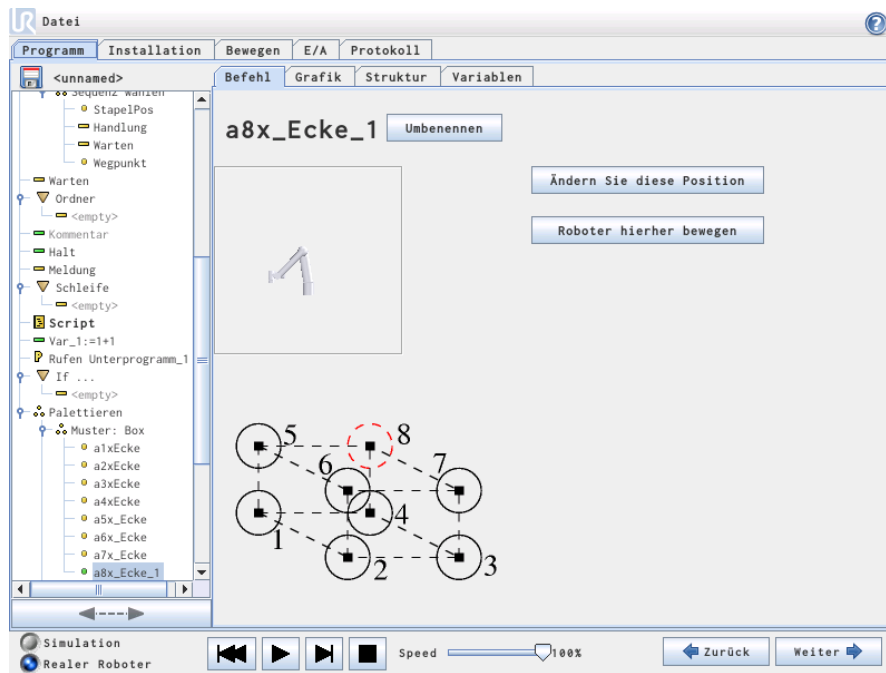 UR Datei
Programm Installation Bewegen E/A Protokoll
<unnamed>
Befehl Grafik Struktur Variablen
Sequenz wählen
StapelPos
Handlung
Warten
Wegpunkt
Warten
Ordner
<empty>
Kommentar
Halt
Meldung
Schleife
<empty>
Script
Var_1:=1+1
P Rufen Unterprogramm_1
If ...
<empty>
Palettieren
Muster: Box
a1xEcke
a2xEcke
a3xEcke
a4xEcke
a5x_Ecke
a6x_Ecke
a7x_Ecke
a8x_Ecke_1
a8x_Ecke_1 Umbenennen
Ändern Sie diese Position
Roboter hierher bewegen
5 8
6 7
1 4
2 3
Simulation
Realer Roboter
Speed 100%
Zurück Weiter